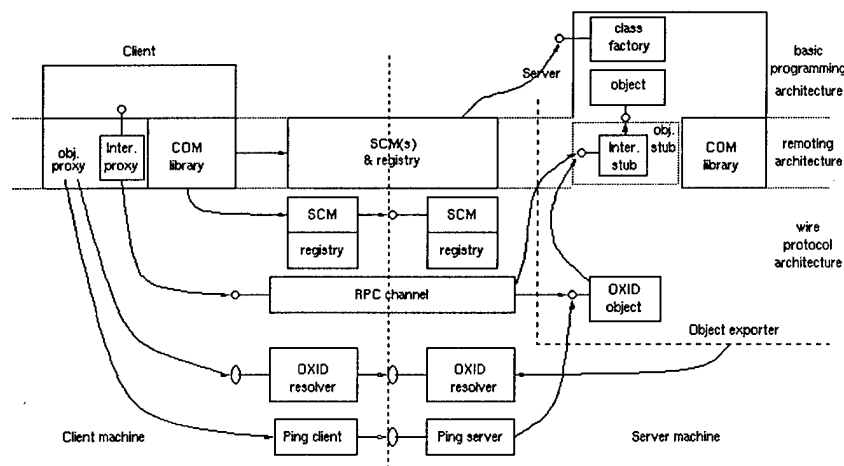 Client
class
factory
Server
basic
programming
architecture
object
obj.
proxy
Inter.
proxy
COM
library
SCM(s)
& registry
Inter.
stub
obj.
stub
COM
library
remoting
architecture
SCM
registry
SCM
registry
wire
protocol
architecture
RPC channel
OXID
object
Object exporter
OXID
resolver
OXID
resolver
Client machine
Ping client
Ping server
Server machine